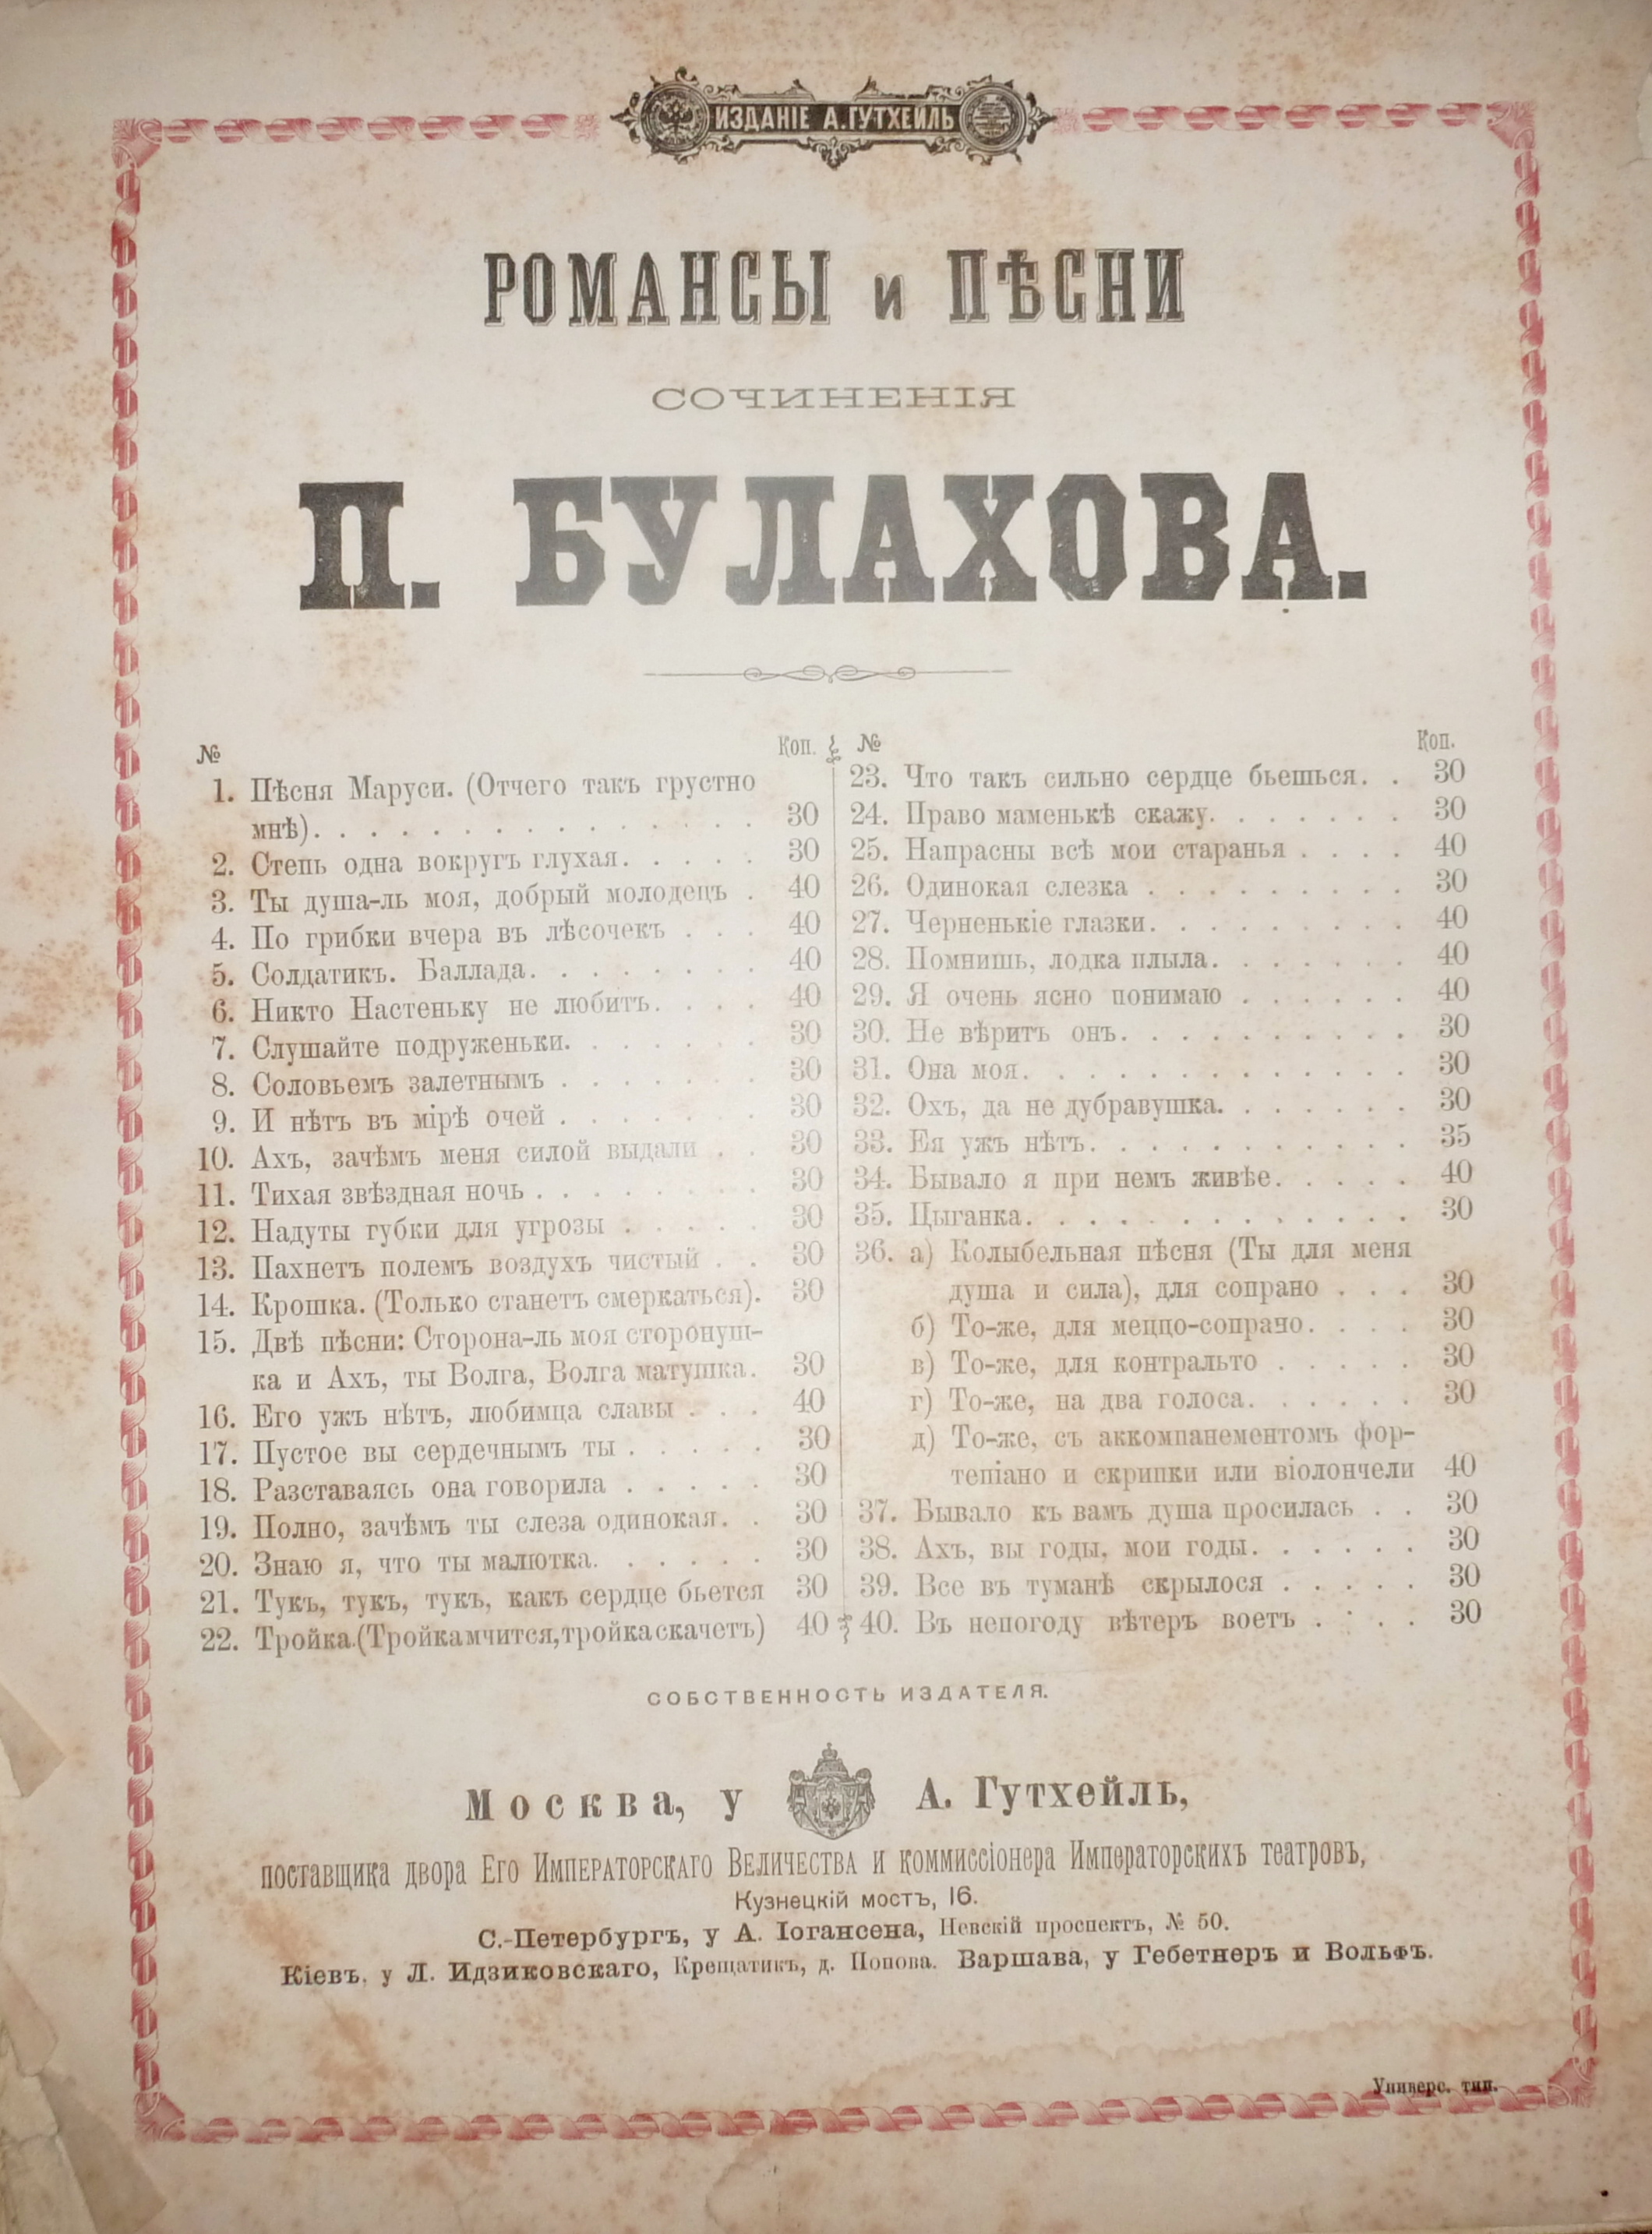 ИЗДАНІЕ А. ГУТХЕЙЛЬ
РОМАНСЫ и ПѢСНИ
СОЧИНЕНІЯ
П. БУЛАХОВА.
№ Коп.
1. Пѣсня Маруси. (Отчего такъ грустно
мнѣ). . . . . . . . . . . . . . . . 30
2. Степь одна вокругъ глухая. . . . . 30
3. Ты душа-ль моя, добрый молодецъ . 40
4. По грибки вчера въ лѣсочекъ . . . 40
5. Солдатикъ. Баллада. . . . . . . . 40
6. Никто Настеньку не любитъ. . . . 40
7. Слушайте подруженьки. . . . . . . 30
8. Соловьемъ залетнымъ . . . . . . . 30
9. И нѣтъ въ мірѣ очей . . . . . . . 30
10. Ахъ, зачѣмъ меня силой выдали . . 30
11. Тихая звѣздная ночь . . . . . . . . 30
12. Надуты губки для угрозы . . . . . 30
13. Пахнетъ полемъ воздухъ чистый . . 30
14. Крошка. (Только станетъ смеркаться). 30
15. Двѣ пѣсни: Сторона-ль моя сторонуш-
ка и Ахъ, ты Волга, Волга матушка. 30
16. Его ужъ нѣтъ, любимца славы . . . 40
17. Пустое вы сердечнымъ ты . . . . . 30
18. Разставаясь она говорила . . . . . 30
19. Полно, зачѣмъ ты слеза одинокая. . 30
20. Знаю я, что ты малютка. . . . . . 30
21. Тукъ, тукъ, тукъ, какъ сердце бьется 30
22. Тройка. (Тройка мчится, тройка скачетъ) 40
№ Коп.
23. Что такъ сильно сердце бьешься. . 30
24. Право маменькѣ скажу. . . . . . . 30
25. Напрасны всѣ мои старанья . . . . 40
26. Одинокая слезка . . . . . . . . . 30
27. Черненькіе глазки. . . . . . . . . 40
28. Помнишь, лодка плыла. . . . . . . 40
29. Я очень ясно понимаю . . . . . . 40
30. Не вѣритъ онъ. . . . . . . . . . 30
31. Она моя. . . . . . . . . . . . . . 30
32. Охъ, да не дубравушка. . . . . . . 30
33. Ея ужъ нѣтъ. . . . . . . . . . . . 35
34. Бывало я при немъ живѣе. . . . . 40
35. Цыганка. . . . . . . . . . . . . . 30
36. а) Колыбельная пѣсня (Ты для меня
душа и сила), для сопрано . . . 30
б) То-же, для меццо-сопрано. . . . 30
в) То-же, для контральто . . . . . 30
г) То-же, на два голоса. . . . . . 30
д) То-же, съ аккомпанементомъ фор-
тепіано и скрипки или віолончели 40
37. Бывало къ вамъ душа просилась . . 30
38. Ахъ, вы годы, мои годы. . . . . . 30
39. Все въ туманѣ скрылося . . . . . 30
40. Въ непогоду вѣтеръ воетъ . . . . 30
СОБСТВЕННОСТЬ ИЗДАТЕЛЯ.
Москва, у А. Гутхейль,
поставщика двора Его Императорскаго Величества и коммиссіонера Императорскихъ театровъ,
Кузнецкій мостъ, 16.
С.-Петербургъ, у А. Іогансена, Невскій проспектъ, № 50.
Кіевъ, у Л. Идзиковскаго, Крещатикъ, д. Попова. Варшава, у Гебетнеръ и Вольфъ.
Универс. тип.